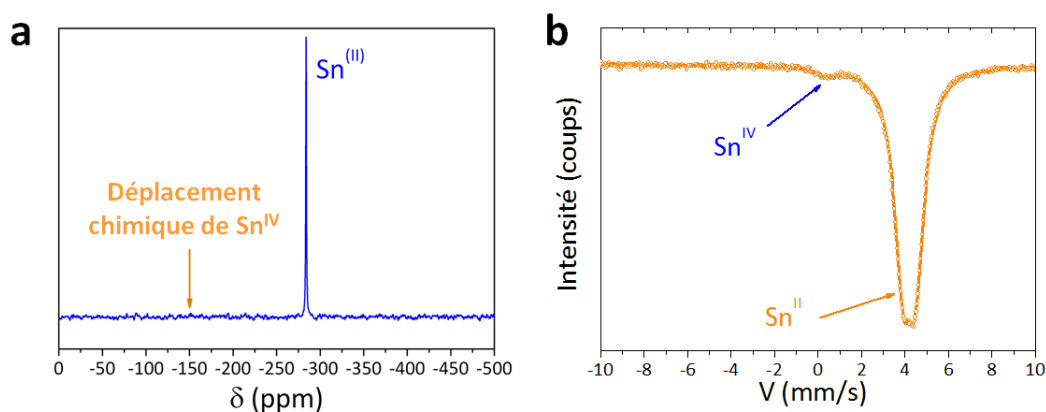 a
Sn(II)
Déplacement
chimique de SnIV
0 -50 -100 -150 -200 -250 -300 -350 -400 -450 -500
δ (ppm)
b
Intensité (coups)
SnIV
SnII
-10 -8 -6 -4 -2 0 2 4 6 8 10
V (mm/s)